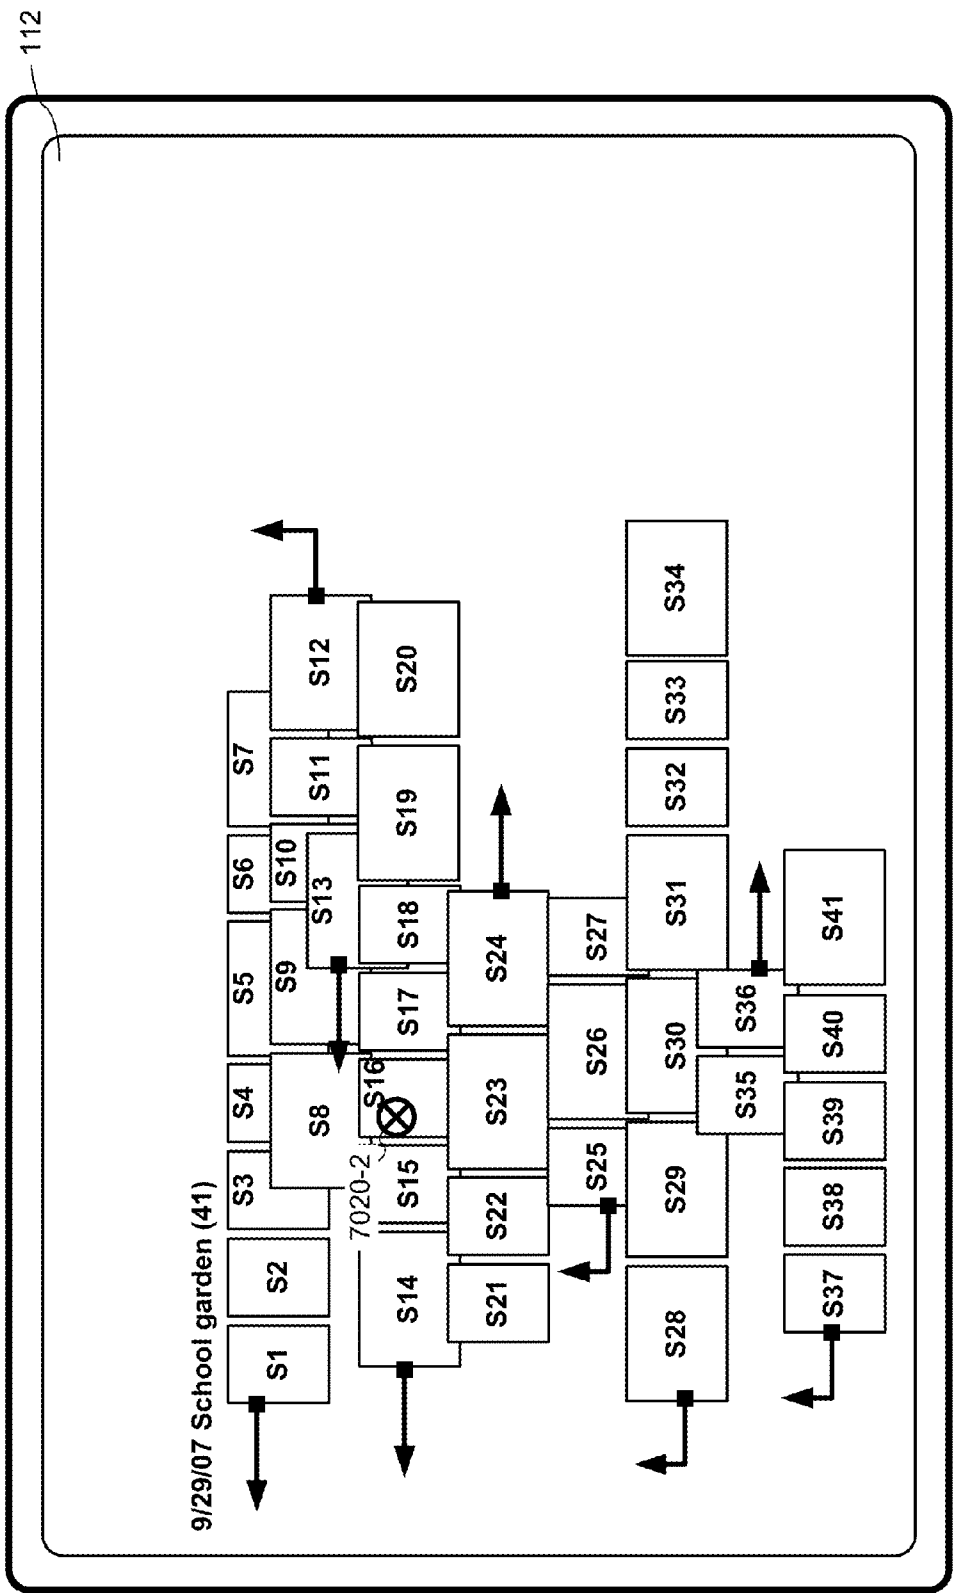 112
9/29/07 School garden (41)
S1
S2
S3
S4
S5
S6
S7
S8
S9
S10
S11
S12
S13
7020-2
S14
S15
S16
S17
S18
S19
S20
S21
S22
S23
S24
S25
S26
S27
S28
S29
S30
S31
S32
S33
S34
S35
S36
S37
S38
S39
S40
S41